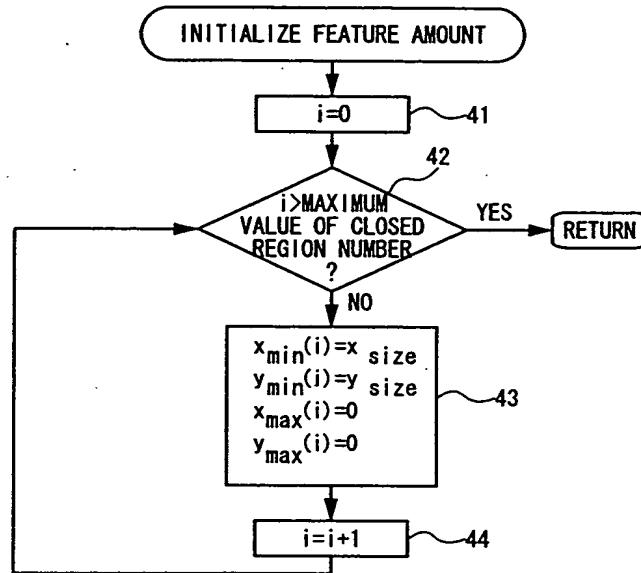 INITIALIZE FEATURE AMOUNT
i=0
41
42
i>MAXIMUM
VALUE OF CLOSED
REGION NUMBER
?
YES
RETURN
NO
xmin(i)=x size
ymin(i)=y size
xmax(i)=0
ymax(i)=0
43
i=i+1
44